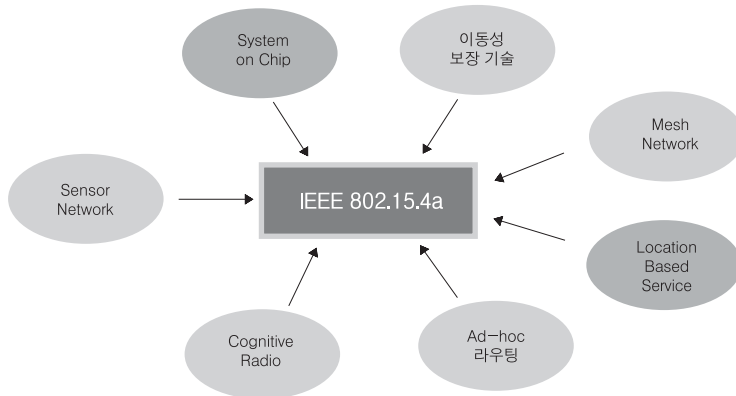 System
on Chip
이동성
보장 기술
Mesh
Network
Sensor
Network
IEEE 802.15.4a
Location
Based
Service
Cognitive
Radio
Ad-hoc
라우팅